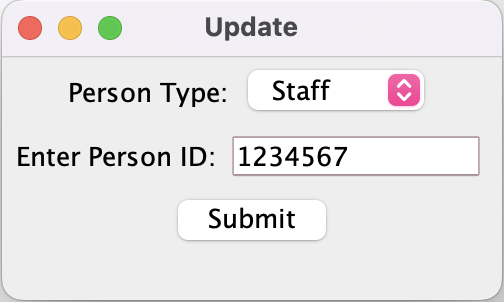 Update
Person Type: Staff
Enter Person ID: 1234567
Submit